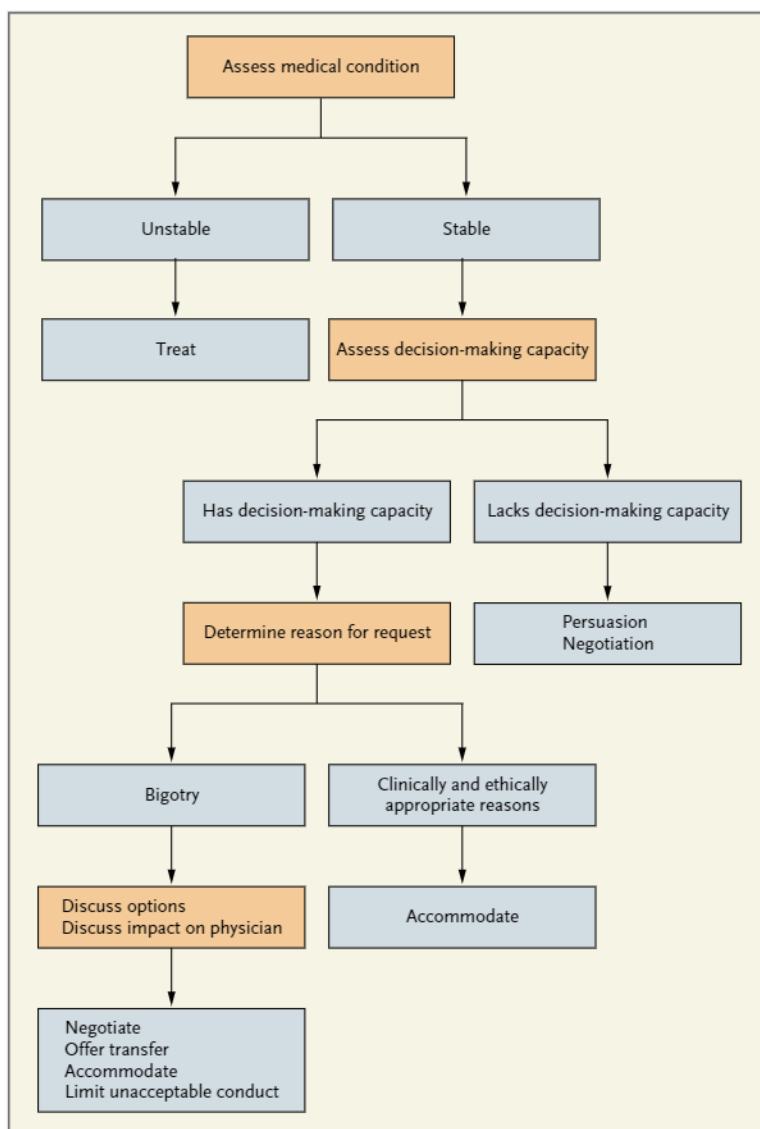 Assess medical condition
Unstable
Stable
Treat
Assess decision-making capacity
Has decision-making capacity
Lacks decision-making capacity
Determine reason for request
Persuasion
Negotiation
Bigotry
Clinically and ethically
appropriate reasons
Discuss options
Discuss impact on physician
Accommodate
Negotiate
Offer transfer
Accommodate
Limit unacceptable conduct